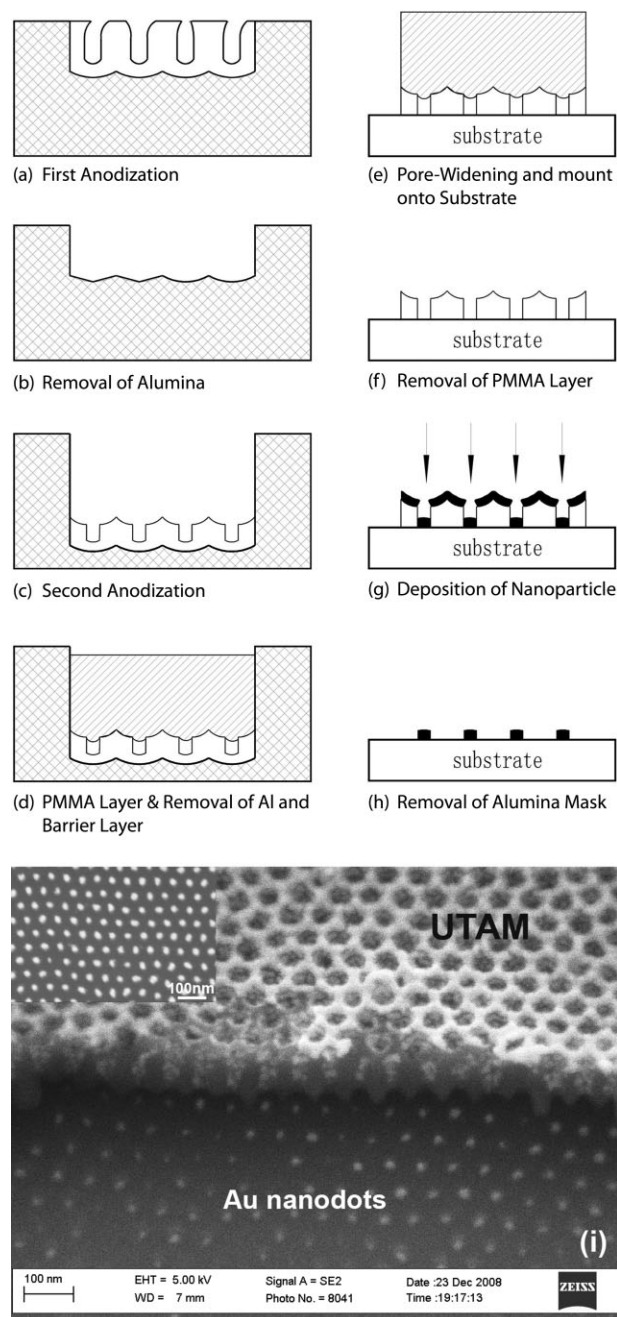 (a) First Anodization
(b) Removal of Alumina
(c) Second Anodization
(d) PMMA Layer & Removal of Al and
Barrier Layer
substrate
(e) Pore-Widening and mount
onto Substrate
substrate
(f) Removal of PMMA Layer
substrate
(g) Deposition of Nanoparticle
substrate
(h) Removal of Alumina Mask
UTAM
100nm
Au nanodots
(i)
100 nm
EHT = 5.00 kV
WD = 7 mm
Signal A = SE2
Photo No. = 8041
Date :23 Dec 2008
Time :19:17:13
ZEISS